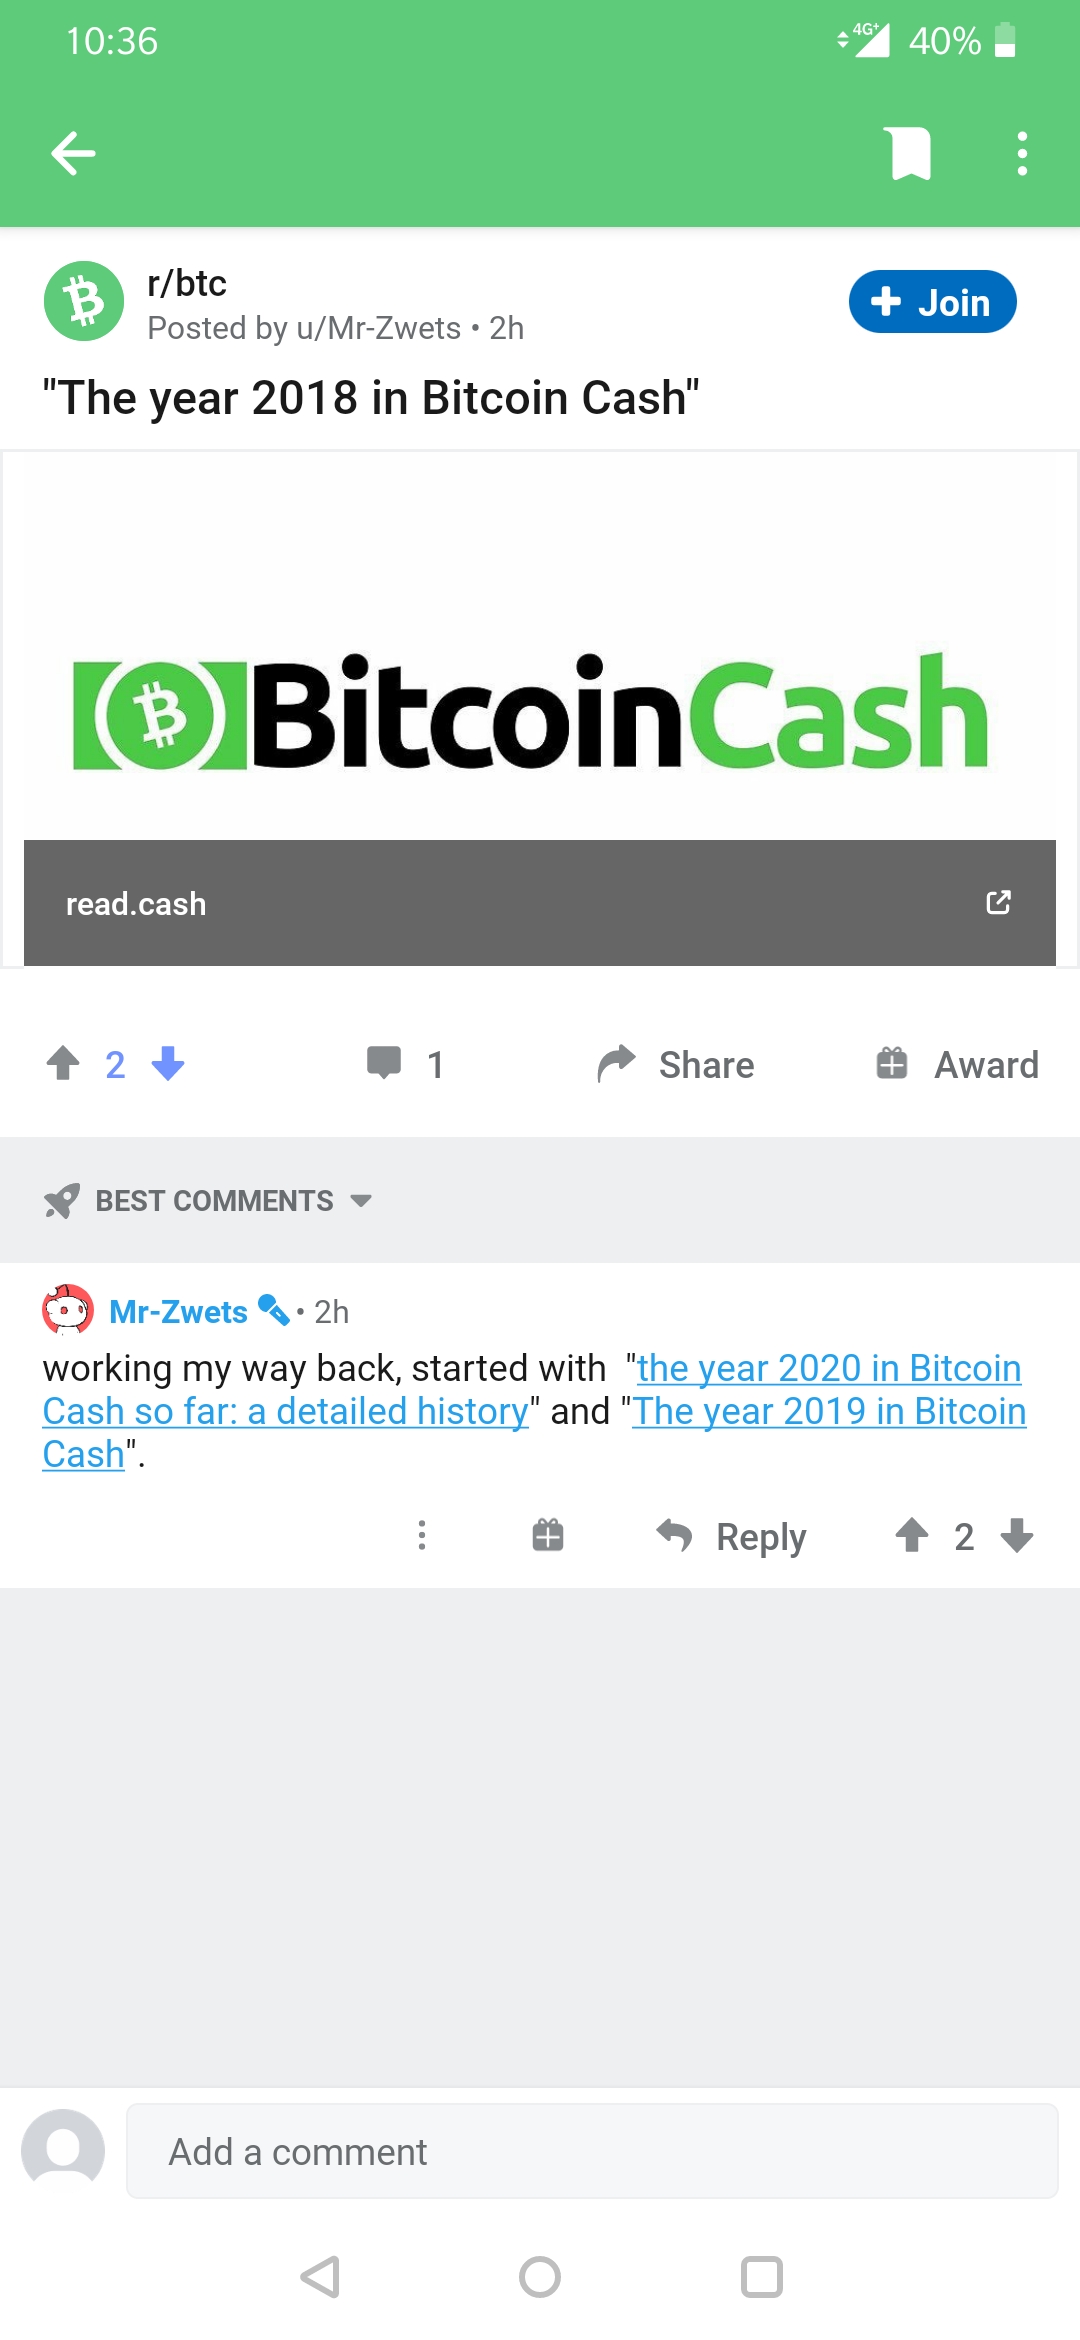 10:36
4G+ 40%
r/btc
Posted by u/Mr-Zwets • 2h
+ Join
"The year 2018 in Bitcoin Cash"
BitcoinCash
read.cash
2 1 Share Award
BEST COMMENTS
Mr-Zwets • 2h
working my way back, started with "the year 2020 in Bitcoin
Cash so far: a detailed history" and "The year 2019 in Bitcoin
Cash".
Reply 2
Add a comment